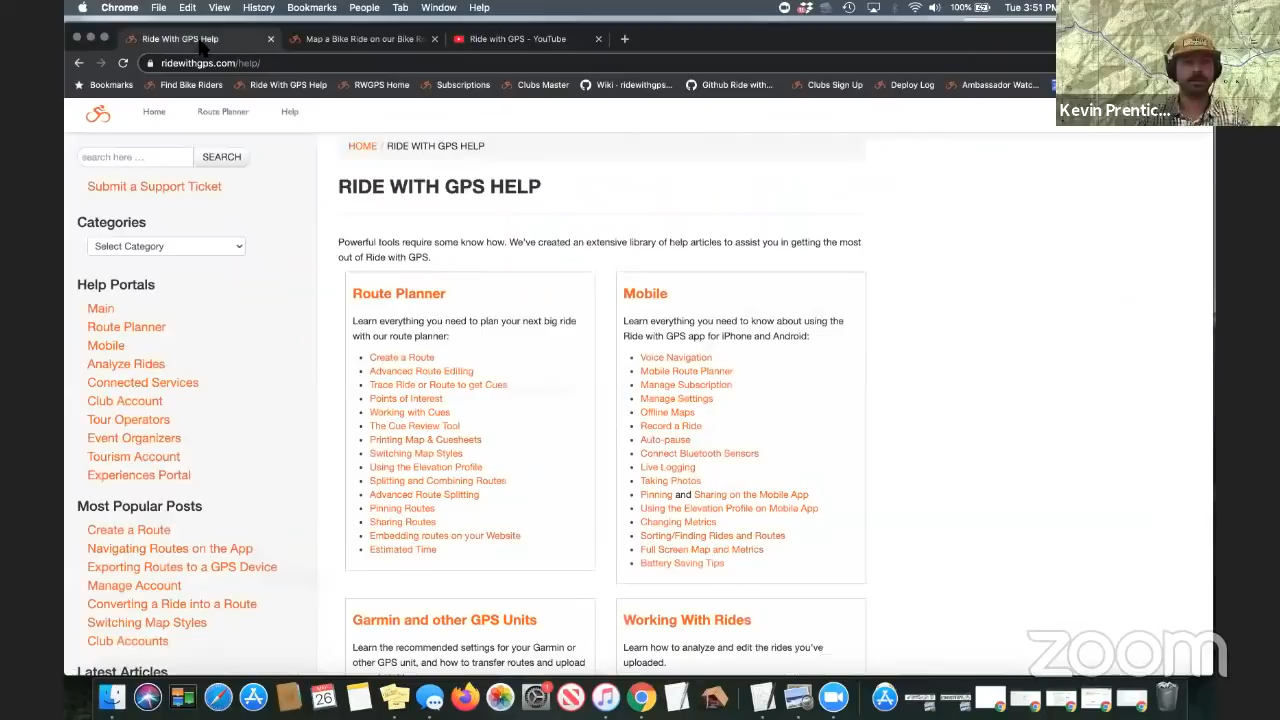 Chrome File Edit View History Bookmarks People Tab Window Help
100% Tue 3:51 PM
Ride With GPS Help
Map a Bike Ride on our Bike Ro
Ride with GPS - YouTube
ridewithgps.com/help/
Bookmarks Find Bike Riders Ride With GPS Help RWGPS Home Subscriptions Clubs Master Wiki · ridewithgps... Github Ride with... Clubs Sign Up Deploy Log Ambassador Watc...
Kevin Prentic...
Home Route Planner Help
search here ... SEARCH
Submit a Support Ticket
Categories
Select Category
Help Portals
Main
Route Planner
Mobile
Analyze Rides
Connected Services
Club Account
Tour Operators
Event Organizers
Tourism Account
Experiences Portal
Most Popular Posts
Create a Route
Navigating Routes on the App
Exporting Routes to a GPS Device
Manage Account
Converting a Ride into a Route
Switching Map Styles
Club Accounts
Latest Articles
HOME / RIDE WITH GPS HELP
RIDE WITH GPS HELP
Powerful tools require some know how. We've created an extensive library of help articles to assist you in getting the most
out of Ride with GPS.
Route Planner
Learn everything you need to plan your next big ride
with our route planner:
Create a Route
Advanced Route Editing
Trace Ride or Route to get Cues
Points of Interest
Working with Cues
The Cue Review Tool
Printing Map & Cuesheets
Switching Map Styles
Using the Elevation Profile
Splitting and Combining Routes
Advanced Route Splitting
Pinning Routes
Sharing Routes
Embedding routes on your Website
Estimated Time
Mobile
Learn everything you need to know about using the
Ride with GPS app for iPhone and Android:
Voice Navigation
Mobile Route Planner
Manage Subscription
Manage Settings
Offline Maps
Record a Ride
Auto-pause
Connect Bluetooth Sensors
Live Logging
Taking Photos
Pinning and Sharing on the Mobile App
Using the Elevation Profile on Mobile App
Changing Metrics
Sorting/Finding Rides and Routes
Full Screen Map and Metrics
Battery Saving Tips
Garmin and other GPS Units
Learn the recommended settings for your Garmin or
other GPS unit, and how to transfer routes and upload
Working With Rides
Learn how to analyze and edit the rides you've
uploaded.
zoom
26